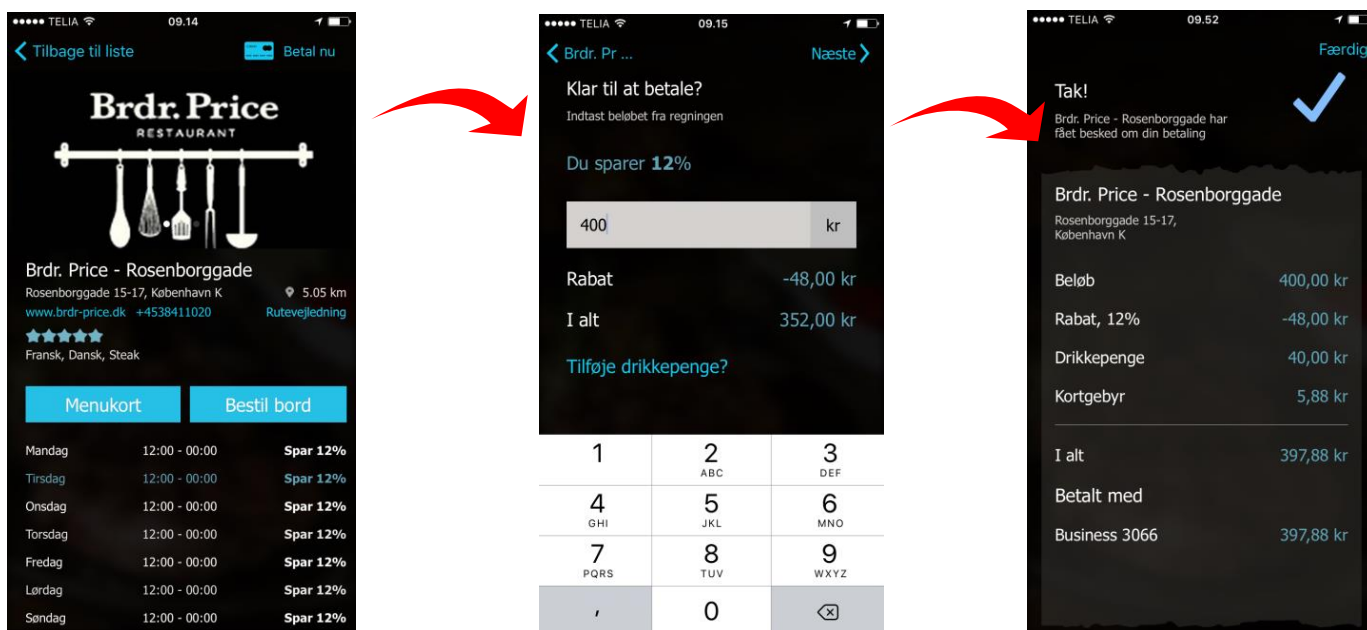 TELIA 09.14
Tilbage til liste Betal nu
Brdr. Price
RESTAURANT
Brdr. Price - Rosenborggade
Rosenborggade 15-17, København K 5.05 km
www.brdr-price.dk +4538411020 Rutevejledning
Fransk, Dansk, Steak
Menukort Bestil bord
Mandag 12:00 - 00:00 Spar 12%
Tirsdag 12:00 - 00:00 Spar 12%
Onsdag 12:00 - 00:00 Spar 12%
Torsdag 12:00 - 00:00 Spar 12%
Fredag 12:00 - 00:00 Spar 12%
Lørdag 12:00 - 00:00 Spar 12%
Søndag 12:00 - 00:00 Spar 12%
TELIA 09.15
Brdr. Pr ... Næste
Klar til at betale?
Indtast beløbet fra regningen
Du sparer 12%
400 kr
Rabat -48,00 kr
I alt 352,00 kr
Tilføje drikkepenge?
1 2 3
ABC DEF
4 5 6
GHI JKL MNO
7 8 9
PQRS TUV WXYZ
, 0
TELIA 09.52
Færdig
Tak!
Brdr. Price - Rosenborggade har
fået besked om din betaling
Brdr. Price - Rosenborggade
Rosenborggade 15-17,
København K
Beløb 400,00 kr
Rabat, 12% -48,00 kr
Drikkepenge 40,00 kr
Kortgebyr 5,88 kr
I alt 397,88 kr
Betalt med
Business 3066 397,88 kr